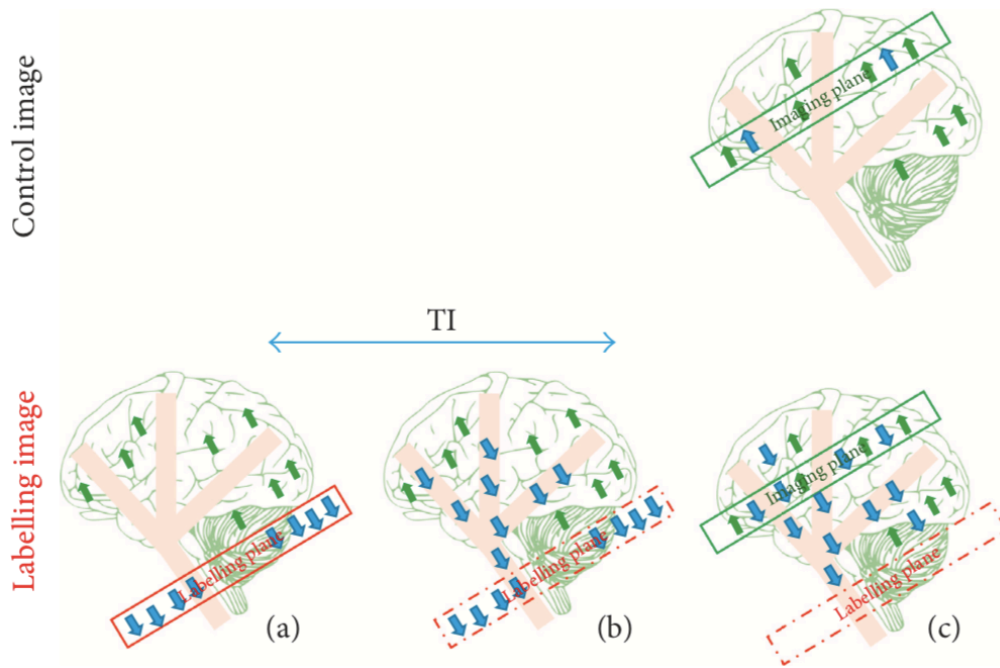 Control image
Imaging plane
TI
Labelling image
Labelling plane
(a)
Labelling plane
(b)
Imaging plane
Labelling plane
(c)